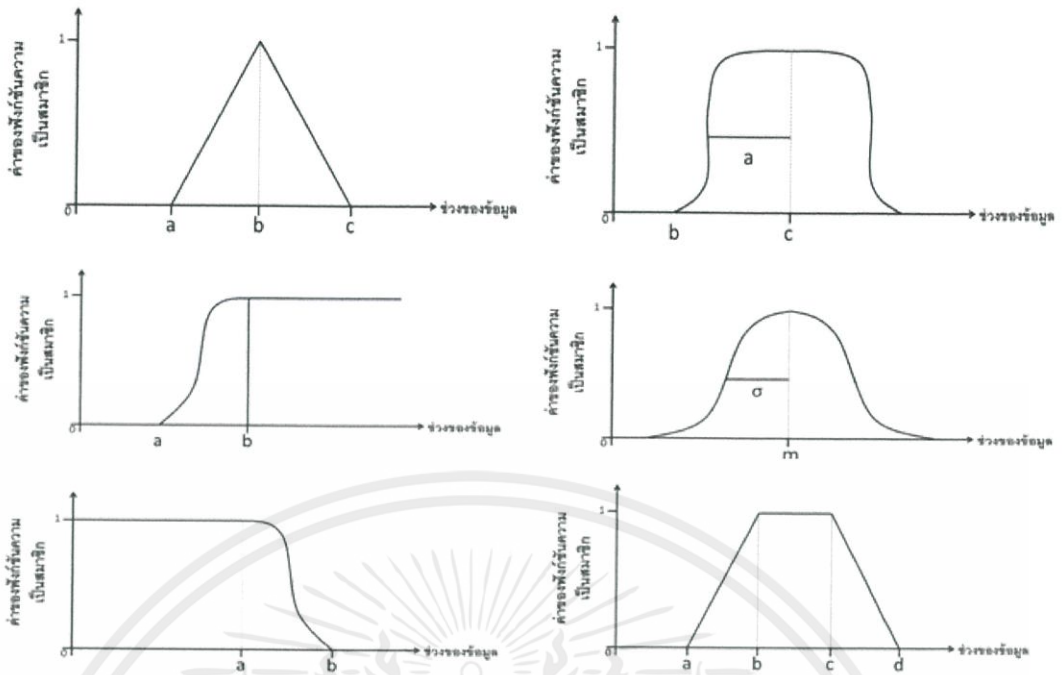 ค่าของฟังก์ชันความ
เป็นสมาชิก
1
0
a
b
c
ช่วงของข้อมูล
ค่าของฟังก์ชันความ
เป็นสมาชิก
1
0
a
b
c
ช่วงของข้อมูล
ค่าของฟังก์ชันความ
เป็นสมาชิก
1
0
a
b
ช่วงของข้อมูล
ค่าของฟังก์ชันความ
เป็นสมาชิก
1
0
σ
m
ช่วงของข้อมูล
ค่าของฟังก์ชันความ
เป็นสมาชิก
1
0
a
b
ช่วงของข้อมูล
ค่าของฟังก์ชันความ
เป็นสมาชิก
1
0
a
b
c
d
ช่วงของข้อมูล